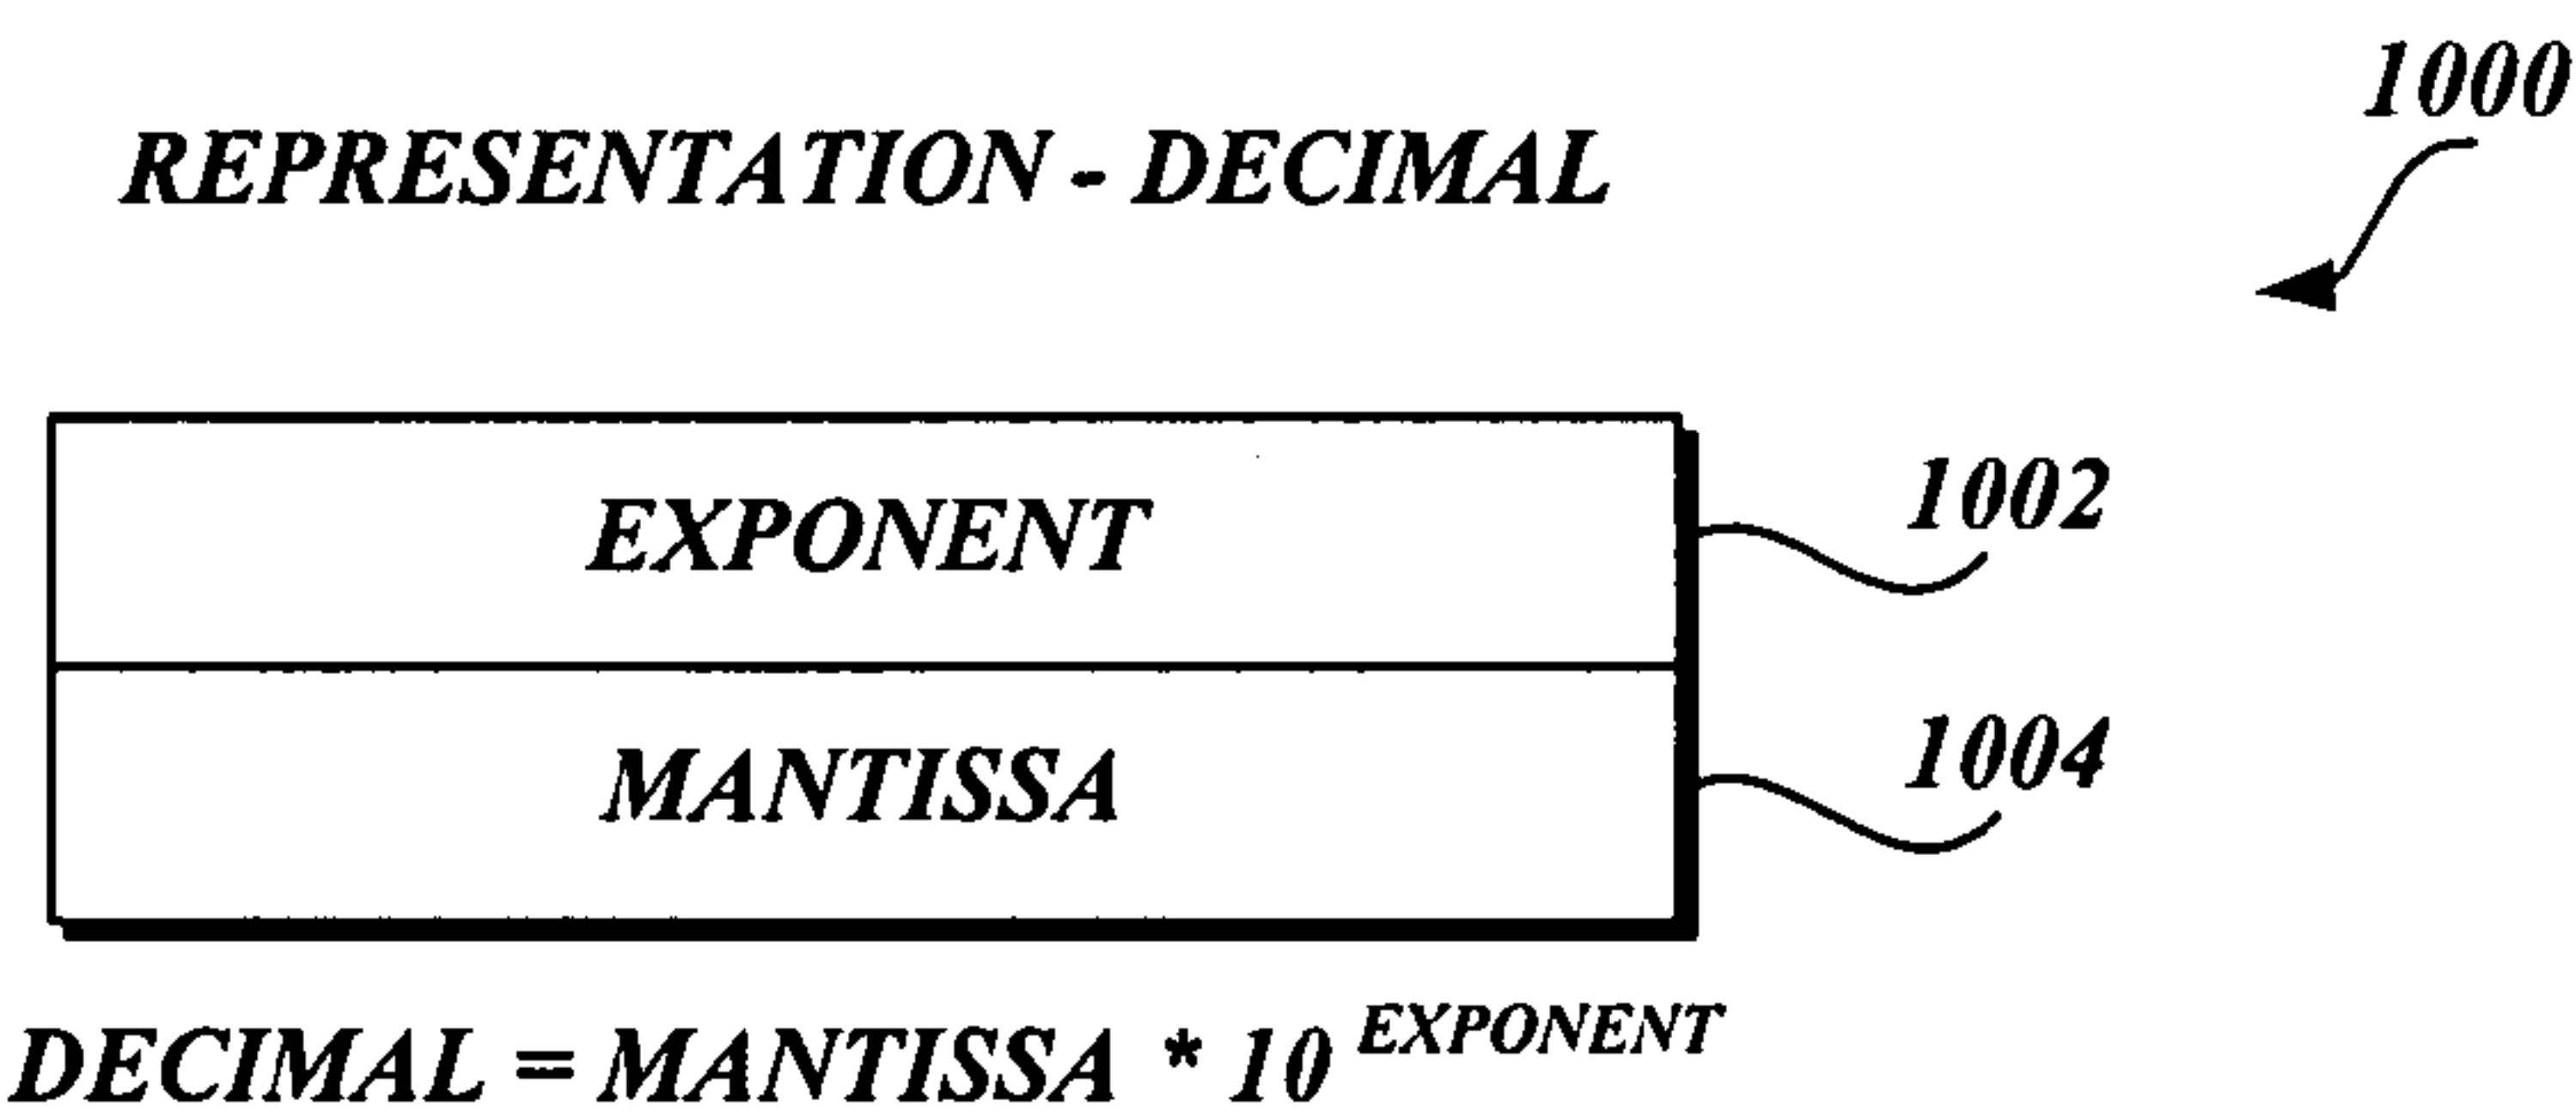 1000
REPRESENTATION - DECIMAL
EXPONENT
1002
MANTISSA
1004
DECIMAL = MANTISSA * 10 EXPONENT